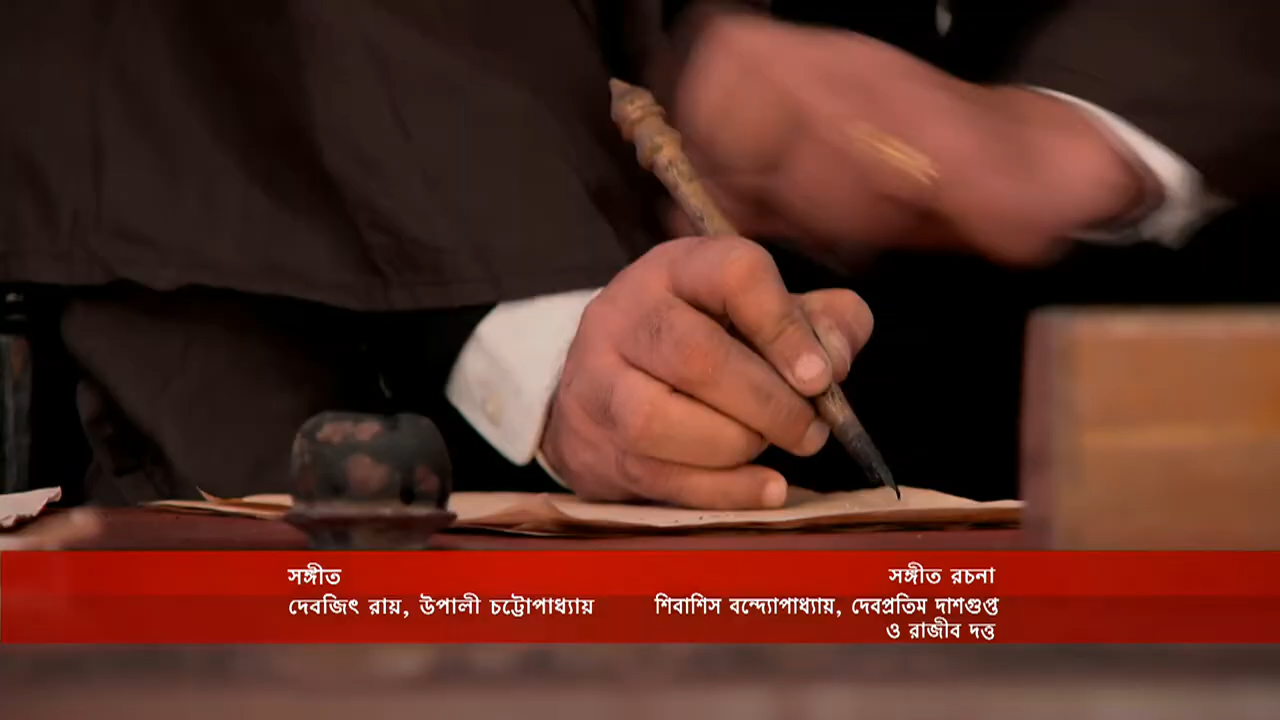 সঙ্গীত
দেবজিৎ রায়, উপালী চট্টোপাধ্যায়
সঙ্গীত রচনা
শিবাশিস বন্দ্যোপাধ্যায়, দেবপ্রতিম দাশগুপ্ত
ও রাজীব দত্ত